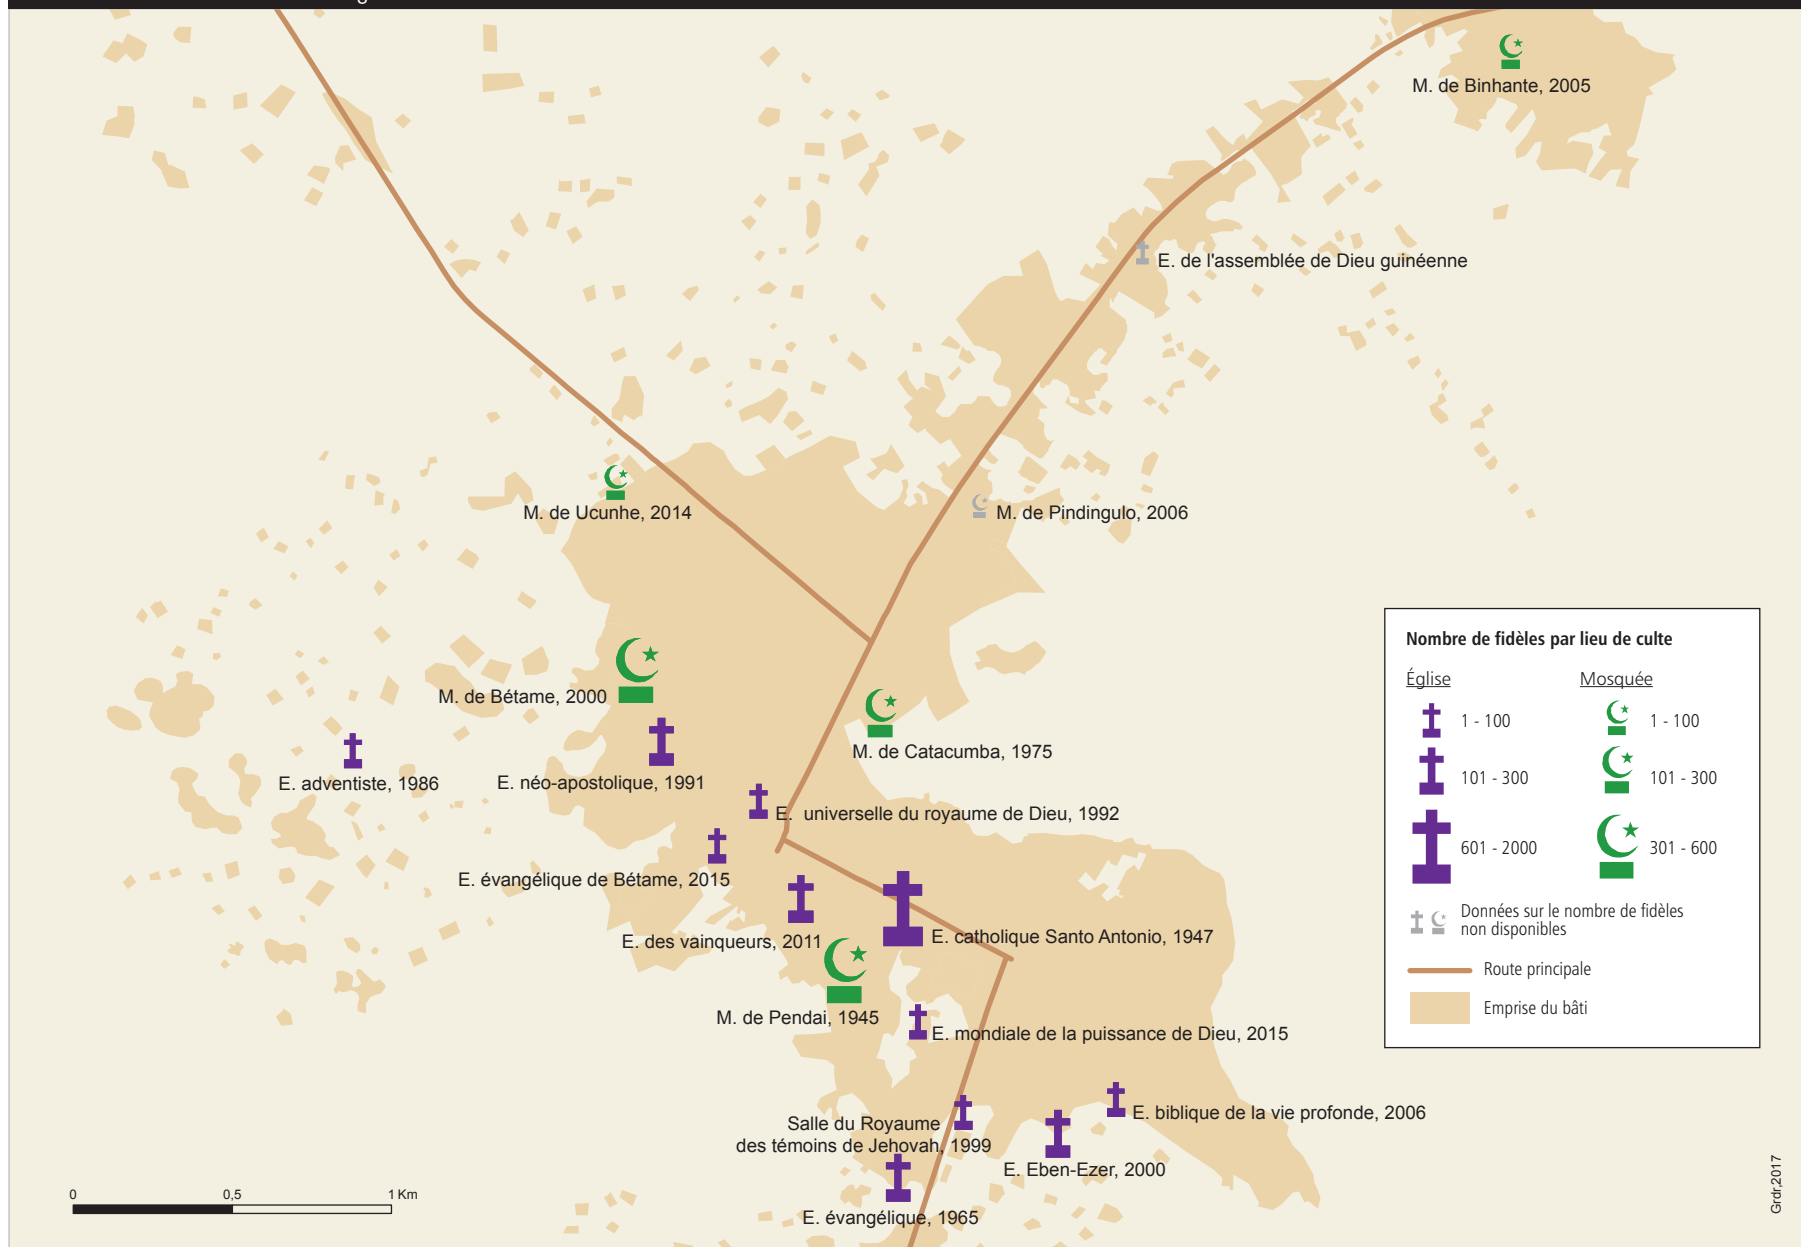 M. de Binhante, 2005
E. de l'assemblée de Dieu guinéenne
M. de Ucunhe, 2014
M. de Pindingulo, 2006
M. de Bétame, 2000
M. de Catacumba, 1975
E. adventiste, 1986
E. néo-apostolique, 1991
E. universelle du royaume de Dieu, 1992
E. évangélique de Bétame, 2015
E. des vainqueurs, 2011
E. catholique Santo Antonio, 1947
M. de Pendai, 1945
E. mondiale de la puissance de Dieu, 2015
Salle du Royaume
des témoins de Jehovah, 1999
E. biblique de la vie profonde, 2006
E. Eben-Ezer, 2000
E. évangélique, 1965
Nombre de fidèles par lieu de culte
Église
Mosquée
1 - 100
1 - 100
101 - 300
101 - 300
601 - 2000
301 - 600
Données sur le nombre de fidèles
non disponibles
Route principale
Emprise du bâti
0 0,5 1 Km
Grdr,2017